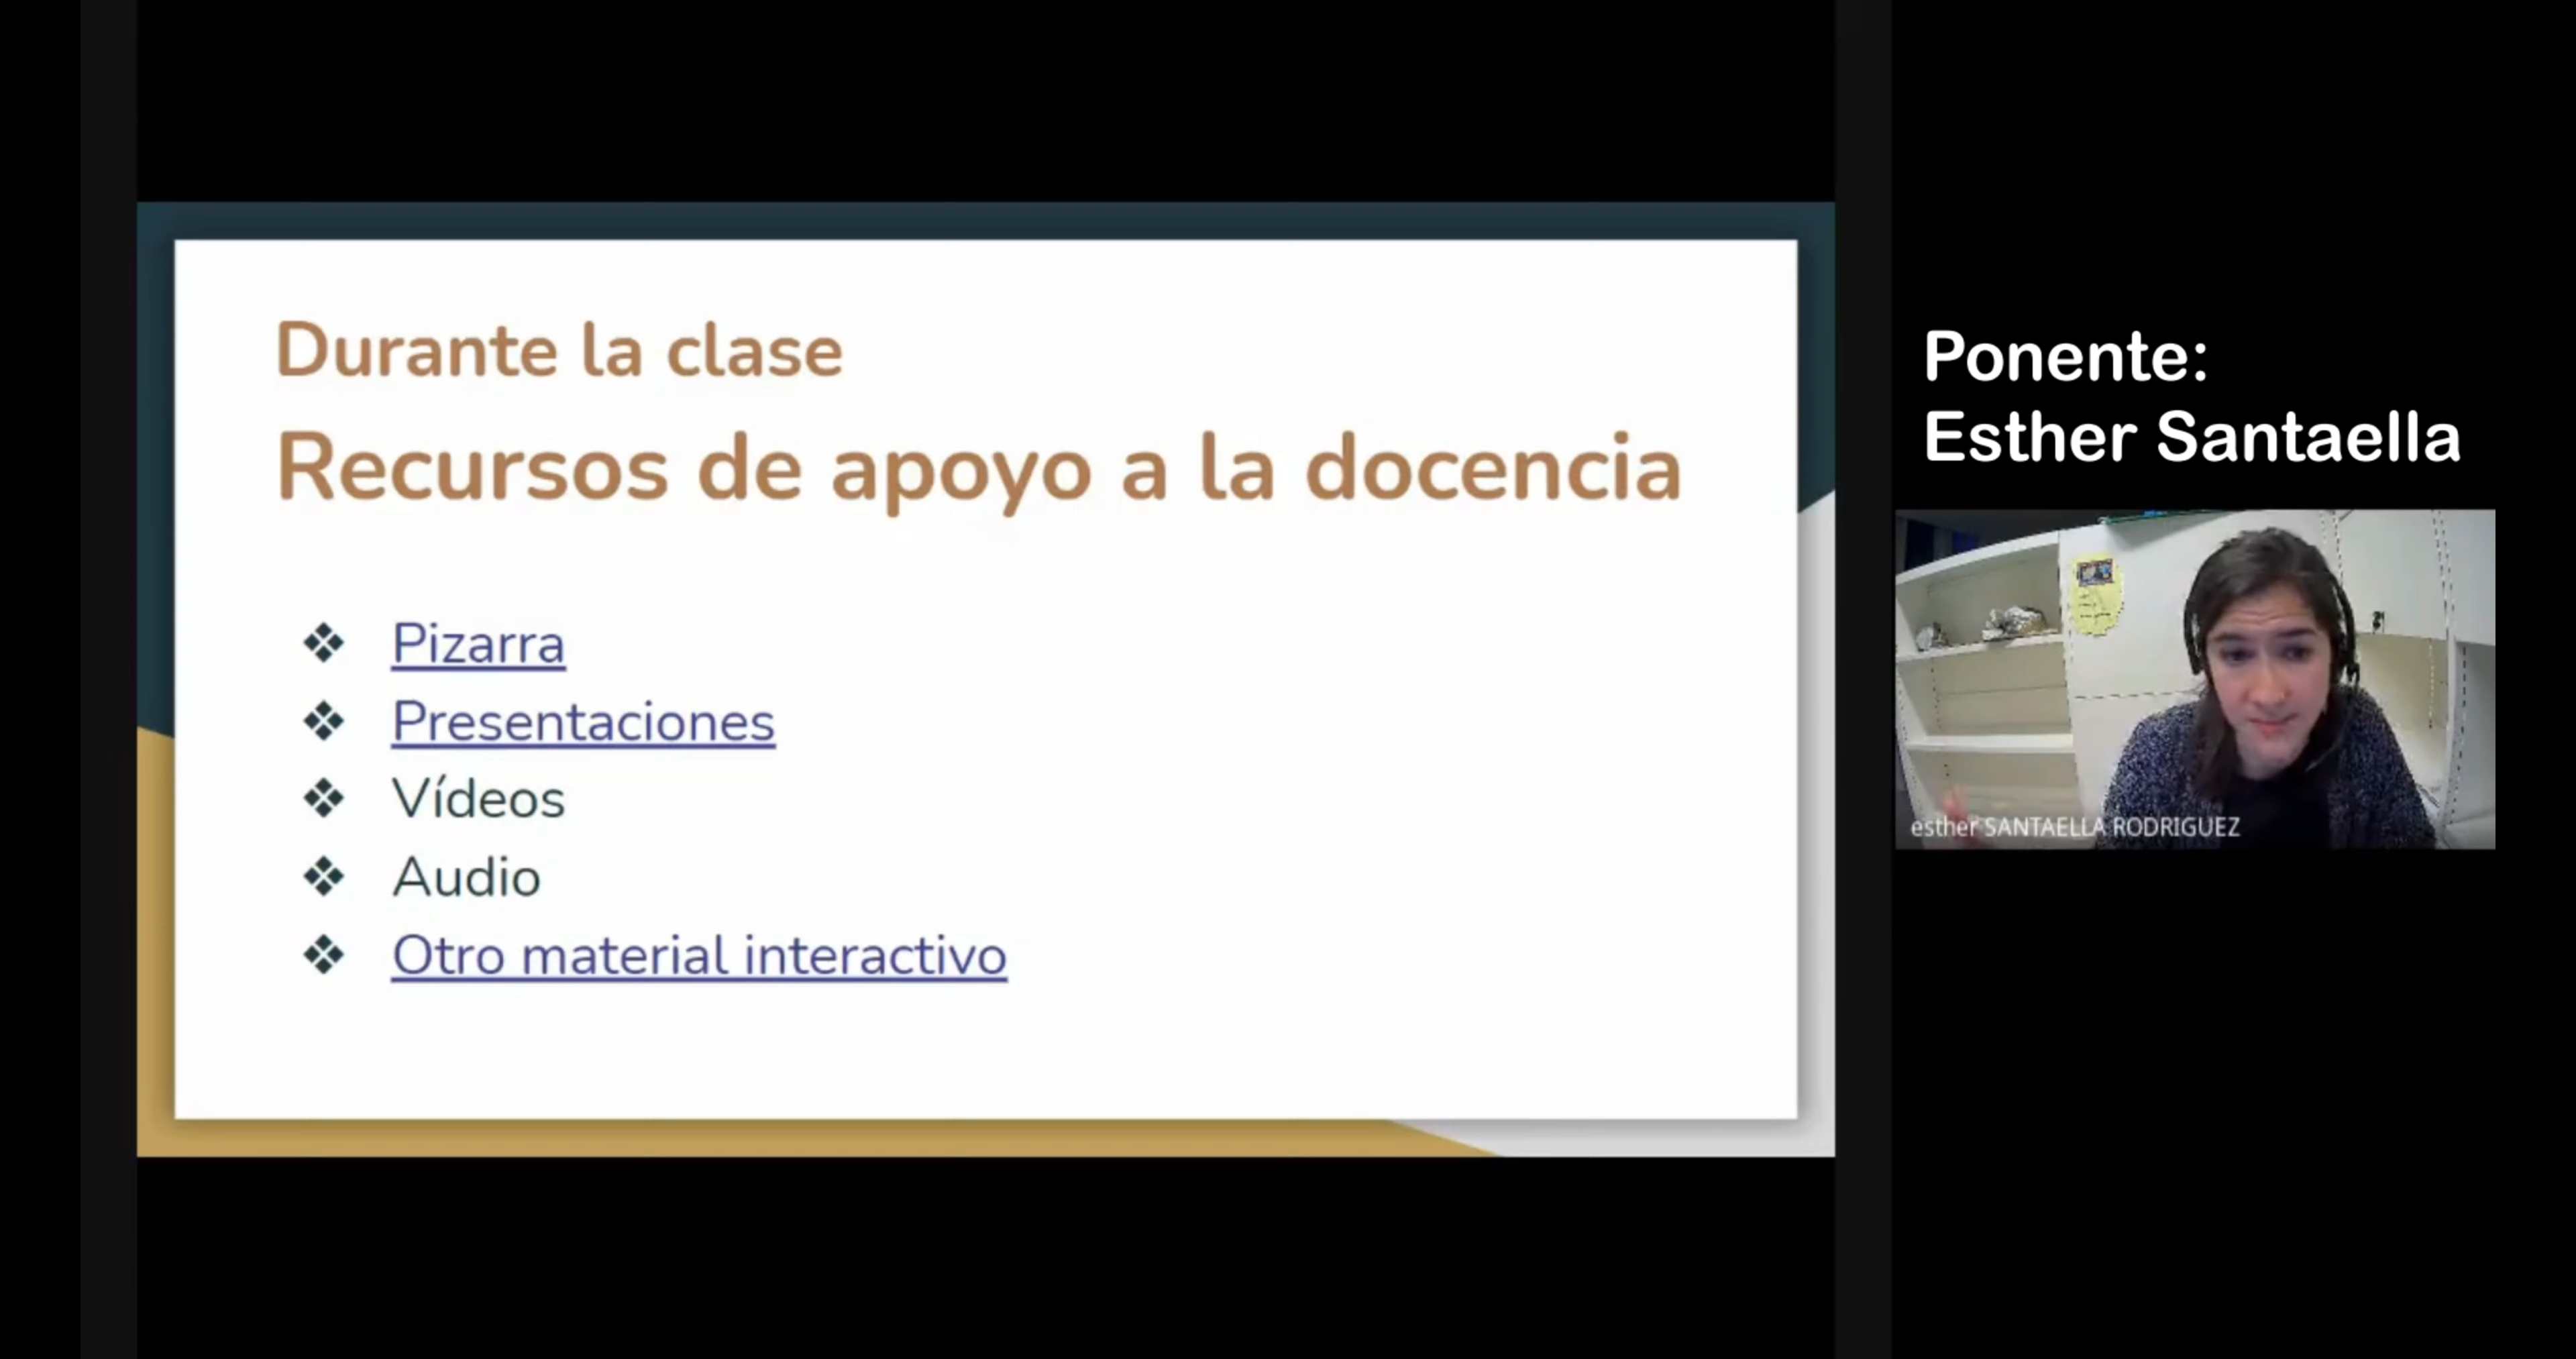 Durante la clase
Recursos de apoyo a la docencia
❖ Pizarra
❖ Presentaciones
❖ Vídeos
❖ Audio
❖ Otro material interactivo
Ponente:
Esther Santaella
esther SANTAELLA RODRIGUEZ